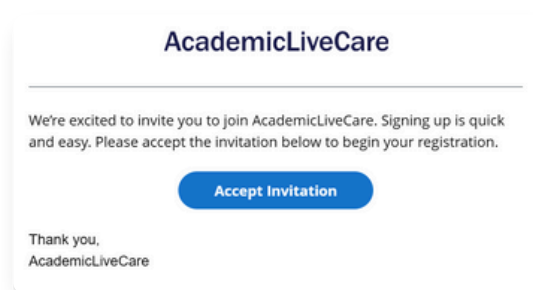 AcademicLiveCare
We're excited to invite you to join AcademicLiveCare. Signing up is quick
and easy. Please accept the invitation below to begin your registration.
Accept Invitation
Thank you,
AcademicLiveCare